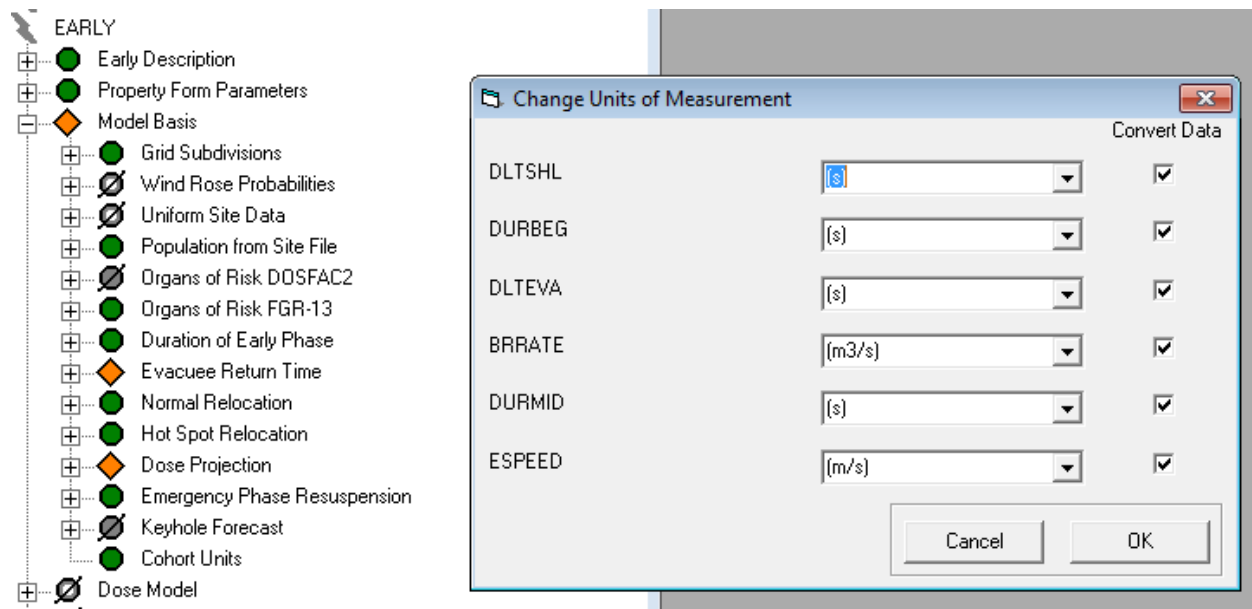 EARLY
Early Description
Property Form Parameters
Model Basis
Grid Subdivisions
Wind Rose Probabilities
Uniform Site Data
Population from Site File
Organs of Risk DOSFAC2
Organs of Risk FGR-13
Duration of Early Phase
Evacuee Return Time
Normal Relocation
Hot Spot Relocation
Dose Projection
Emergency Phase Resuspension
Keyhole Forecast
Cohort Units
Dose Model
Change Units of Measurement
Convert Data
DLTSHL (s)
DURBEG (s)
DLTEVA (s)
BRRATE (m3/s)
DURMID (s)
ESPEED (m/s)
Cancel OK